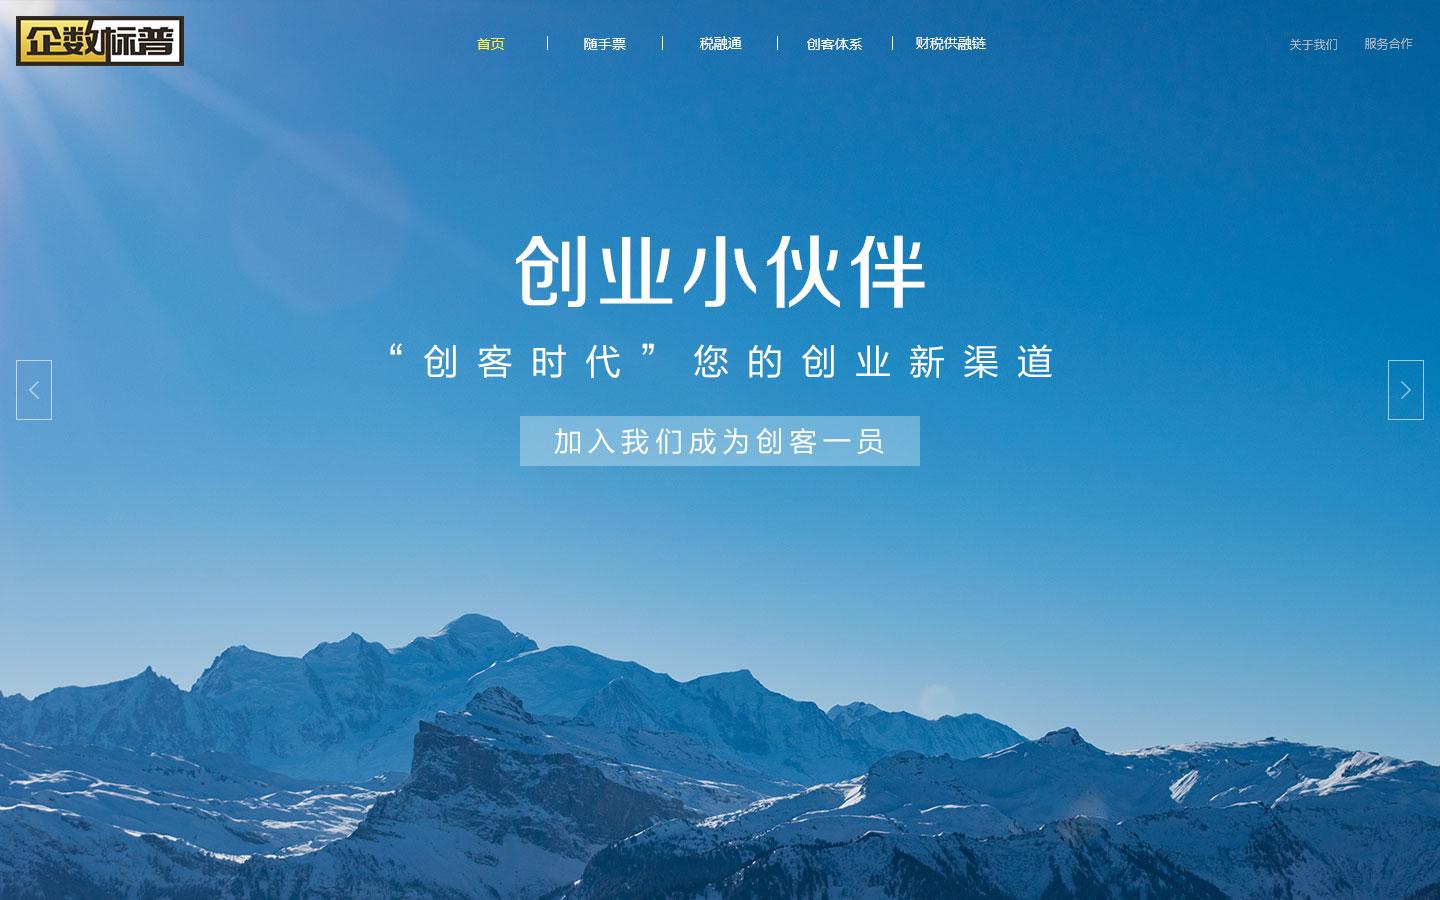 企数标普
首页
随手票
税融通
创客体系
财税供融链
关于我们
服务合作
创业小伙伴
“创客时代”您的创业新渠道
加入我们成为创客一员